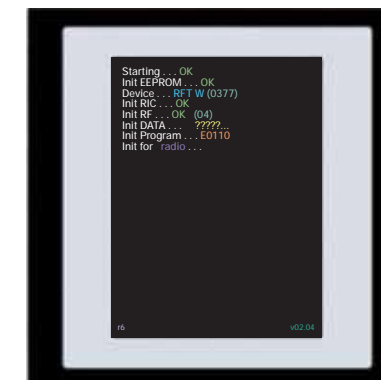 Starting . . . OK
Init EEPROM . . . OK
Device . . . RFT W (0377)
Init RIC . . . OK
Init RF . . . OK (04)
Init DATA . . . ?????...
Init Program . . . E0110
Init for radio . . .
r6 v02.04